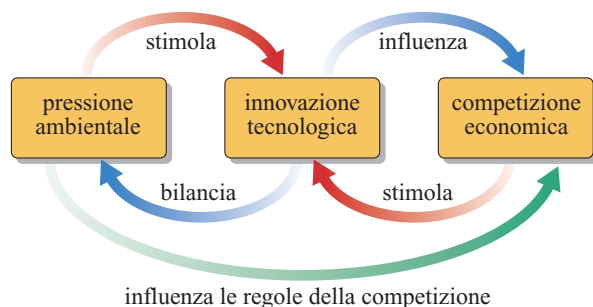 stimola
influenza
pressione
ambientale
innovazione
tecnologica
competizione
economica
bilancia
stimola
influenza le regole della competizione